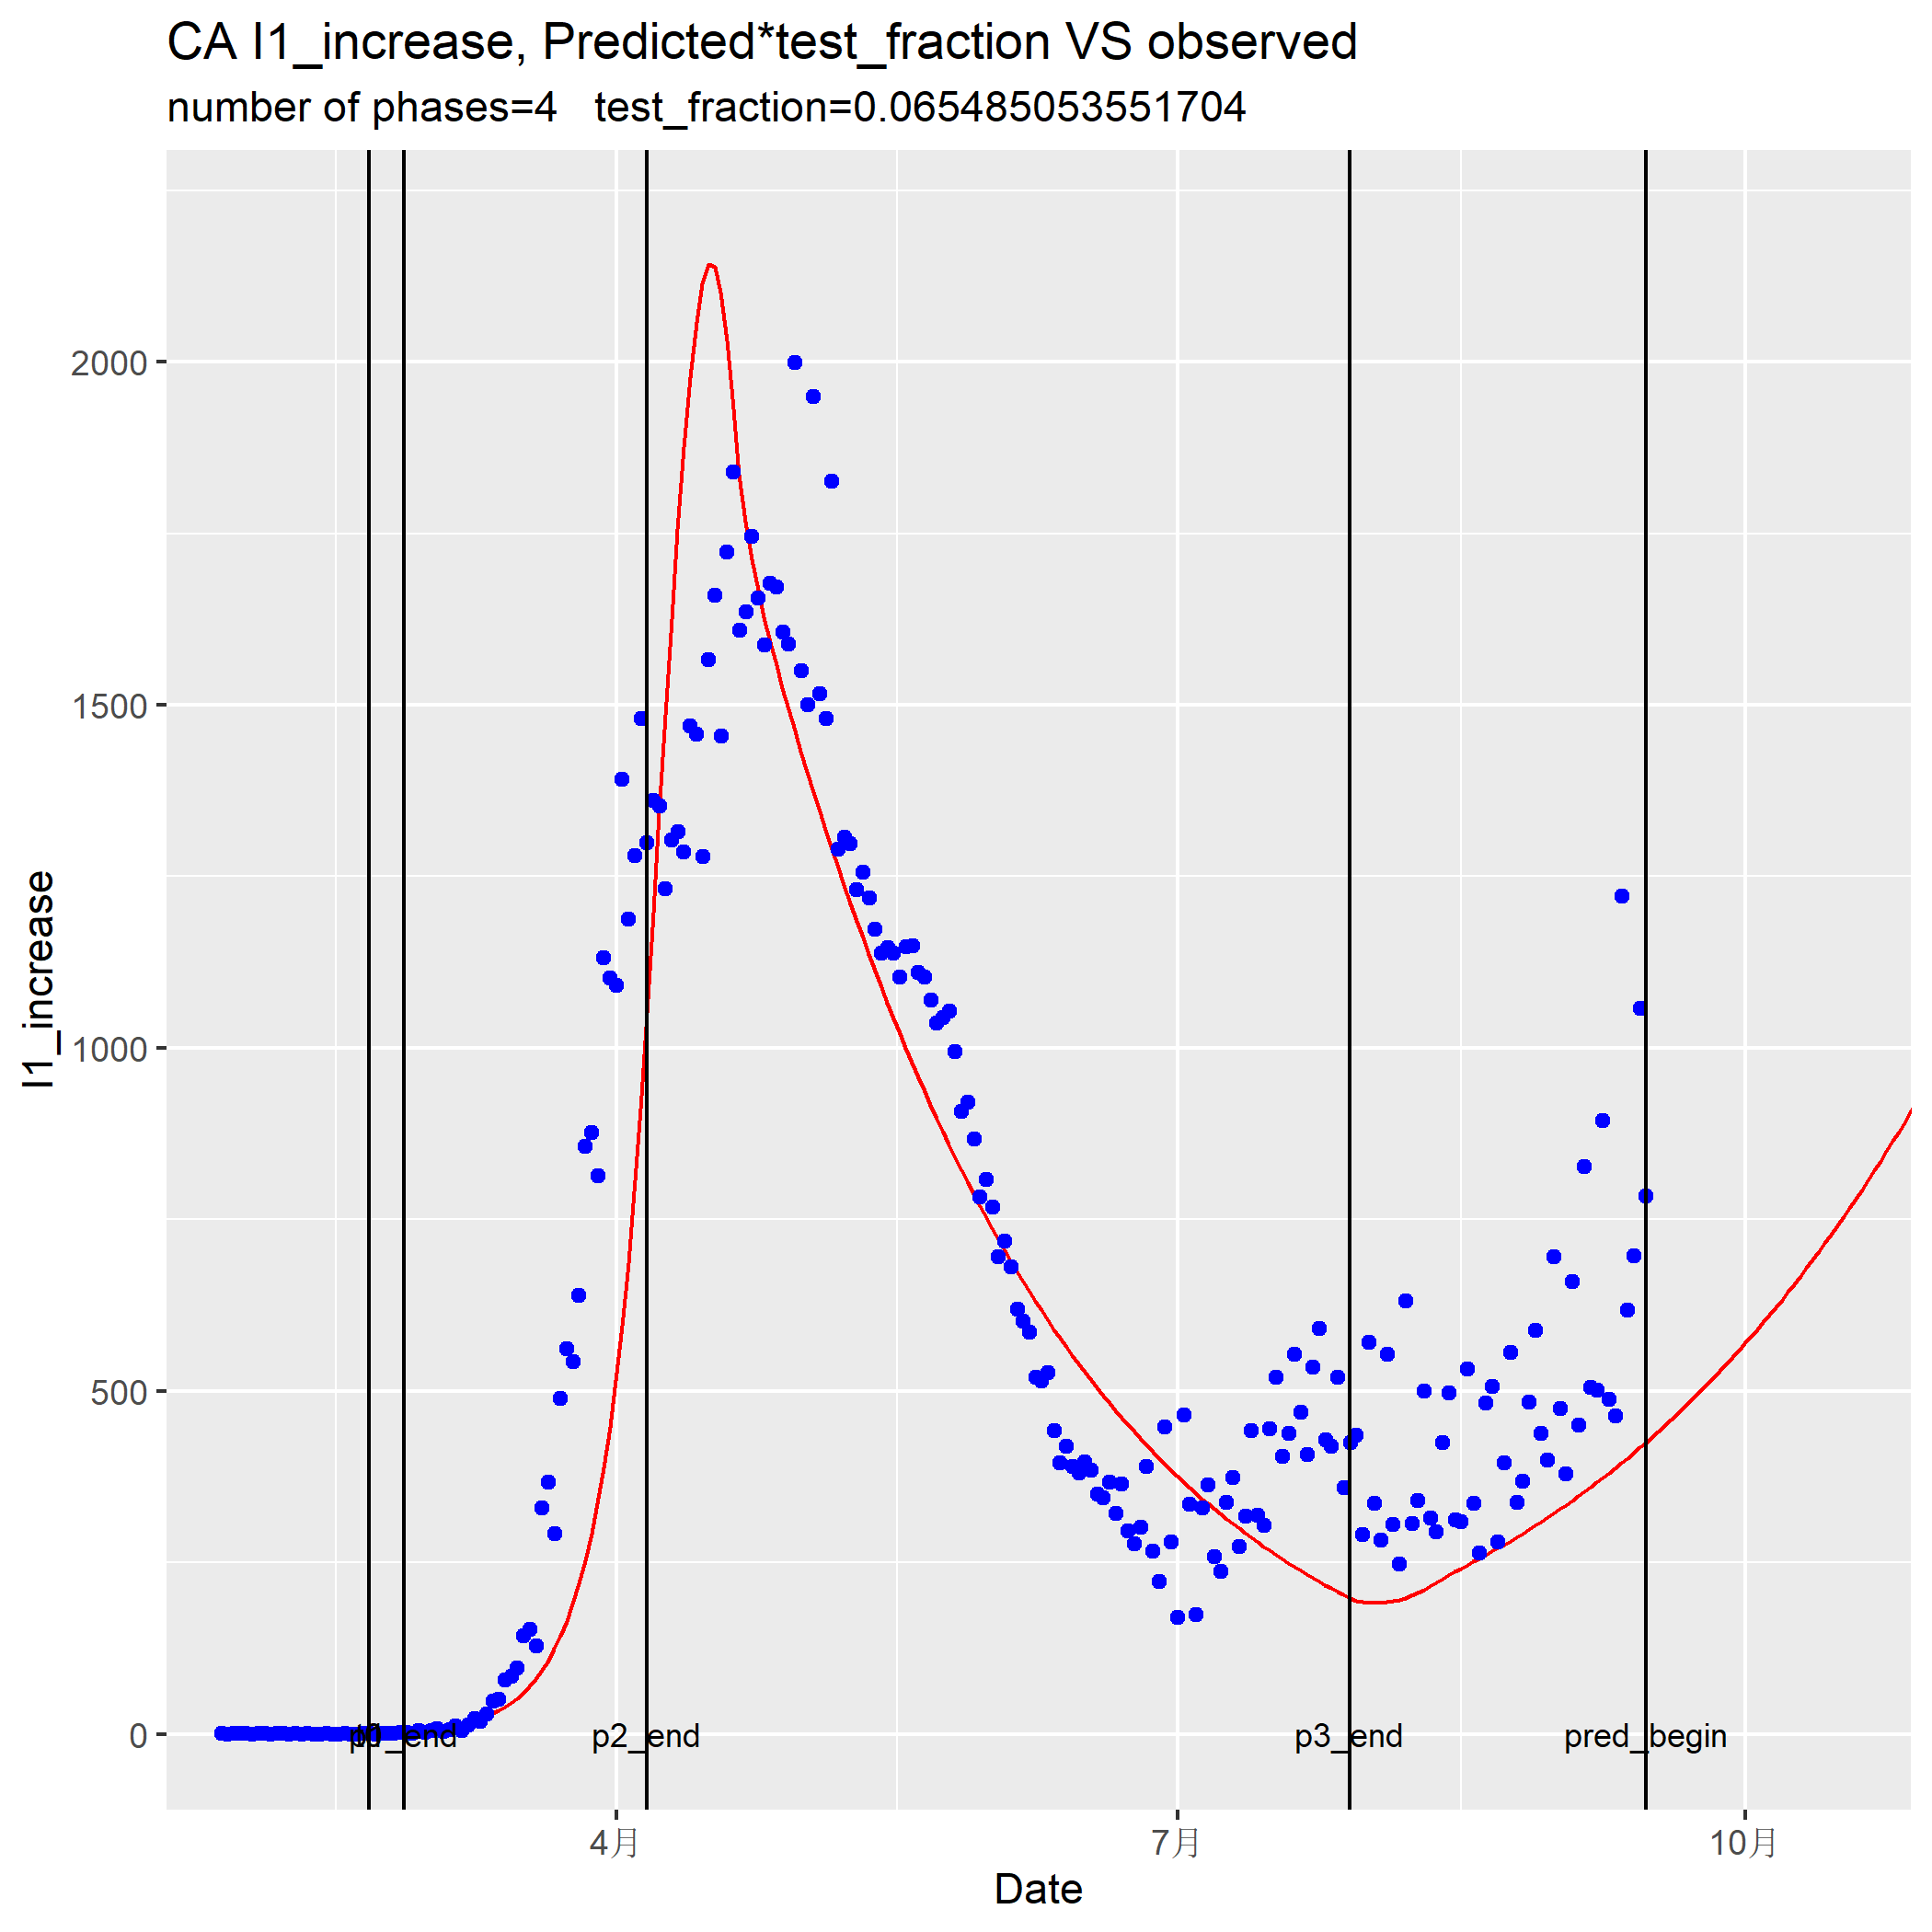 CA I1_increase, Predicted*test_fraction VS observed
number of phases=4   test_fraction=0.065485053551704
I1_increase
2000
1500
1000
500
0
p2_end
p3_end
pred_begin
4月
7月
10月
Date